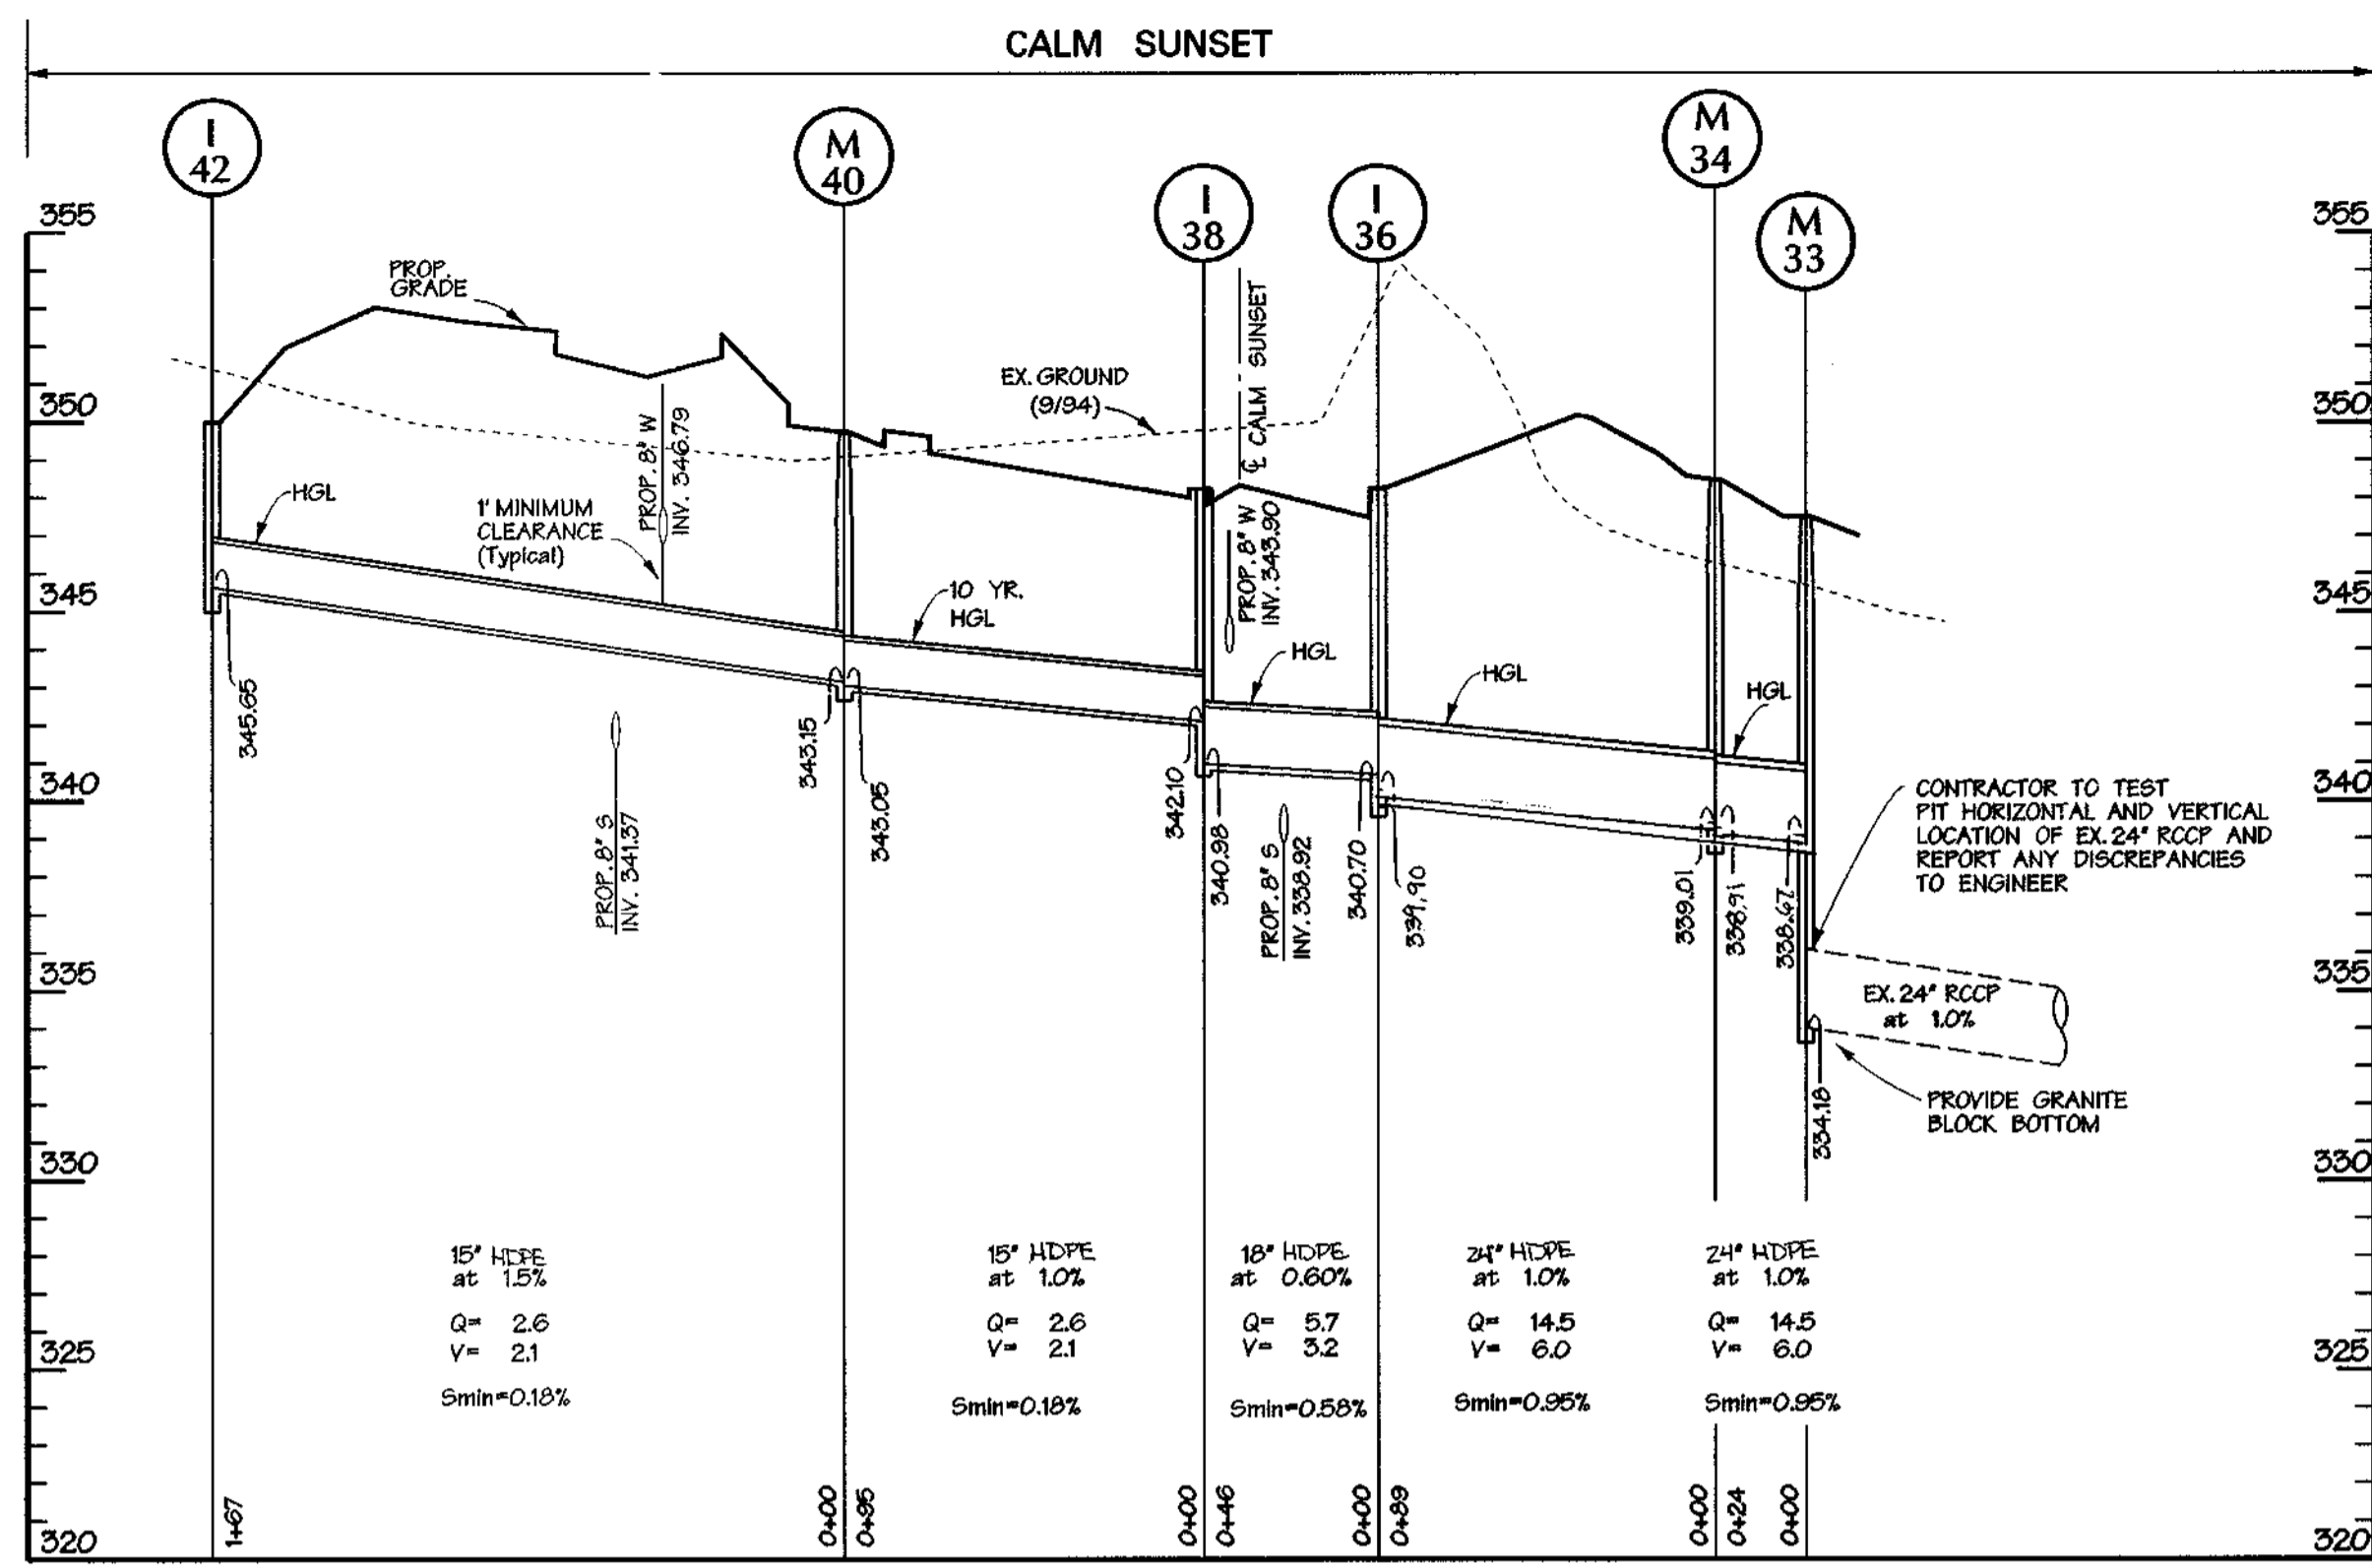 CALM SUNSET
I
42
M
40
I
38
I
36
M
34
M
33
355
350
345
340
335
330
325
320
355
350
345
340
335
330
325
320
PROP.
GRADE
HGL
1' MINIMUM
CLEARANCE
(Typical)
PROP. 8" W
INV. 346.79
EX. GROUND
(9/94)
10 YR.
HGL
℄ CALM SUNSET
PROP. 8" W
INV. 343.90
HGL
HGL
HGL
345.65
PROP. 8" S
INV. 341.37
343.15
343.05
342.10
340.98
PROP. 8" S
INV. 338.92
340.70
339.90
339.01
338.91
338.67
334.18
CONTRACTOR TO TEST
PIT HORIZONTAL AND VERTICAL
LOCATION OF EX. 24" RCCP AND
REPORT ANY DISCREPANCIES
TO ENGINEER
EX. 24" RCCP
at 1.0%
PROVIDE GRANITE
BLOCK BOTTOM
15" HDPE
at 1.5%
Q= 2.6
V= 2.1
Smin=0.18%
15" HDPE
at 1.0%
Q= 2.6
V= 2.1
Smin=0.18%
18" HDPE
at 0.60%
Q= 5.7
V= 3.2
Smin=0.58%
24" HDPE
at 1.0%
Q= 14.5
V= 6.0
Smin=0.95%
24" HDPE
at 1.0%
Q= 14.5
V= 6.0
Smin=0.95%
1+67
0+00
0+95
0+00
0+46
0+00
0+89
0+00
0+24
0+00